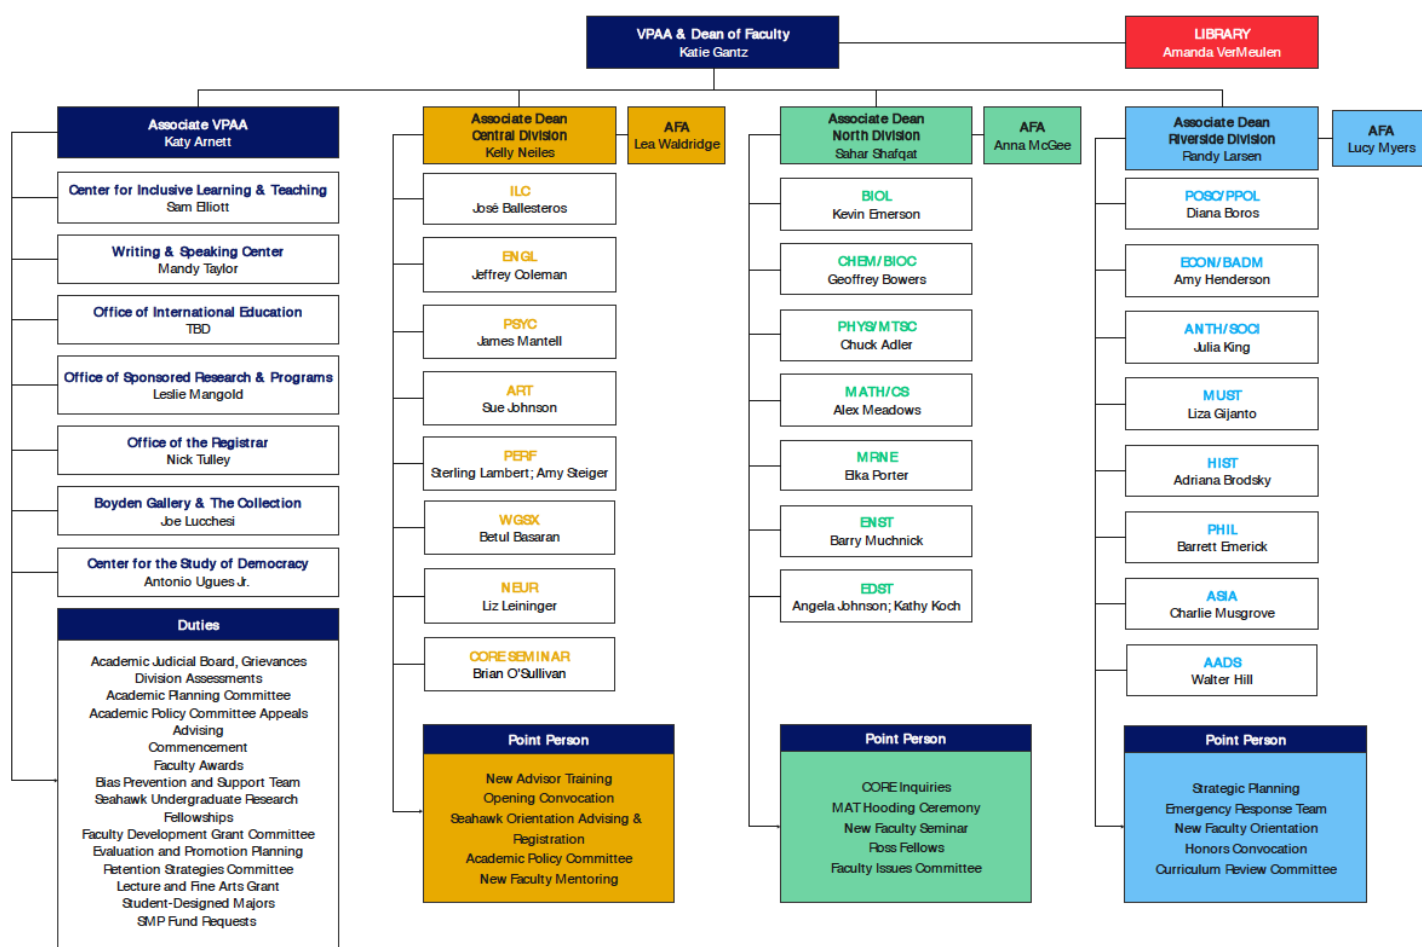 VPAA & Dean of Faculty
Katie Gantz
LIBRARY
Amanda VerMeulen
Associate VPAA
Katy Arnett
Center for Inclusive Learning & Teaching
Sam Elliott
Writing & Speaking Center
Mandy Taylor
Office of International Education
TBD
Office of Sponsored Research & Programs
Leslie Mangold
Office of the Registrar
Nick Tulley
Boyden Gallery & The Collection
Joe Lucchesi
Center for the Study of Democracy
Antonio Ugues Jr.
Duties
Academic Judicial Board, Grievances
Division Assessments
Academic Planning Committee
Academic Policy Committee Appeals
Advising
Commencement
Faculty Awards
Bias Prevention and Support Team
Seahawk Undergraduate Research
Fellowships
Faculty Development Grant Committee
Evaluation and Promotion Planning
Retention Strategies Committee
Lecture and Fine Arts Grant
Student-Designed Majors
SMP Fund Requests
Associate Dean
Central Division
Kelly Neiles
AFA
Lea Waldridge
ILC
José Ballesteros
ENGL
Jeffrey Coleman
PSYC
James Mantell
ART
Sue Johnson
PERF
Sterling Lambert; Amy Steiger
WGSX
Betul Basaran
NEUR
Liz Leininger
CORE SEMINAR
Brian O'Sullivan
Point Person
New Advisor Training
Opening Convocation
Seahawk Orientation Advising &
Registration
Academic Policy Committee
New Faculty Mentoring
Associate Dean
North Division
Sahar Shafqat
AFA
Anna McGee
BIOL
Kevin Emerson
CHEM/BIOC
Geoffrey Bowers
PHYS/MTSC
Chuck Adler
MATH/CS
Alex Meadows
MRNE
Elka Porter
ENST
Barry Muchnick
EDST
Angela Johnson; Kathy Koch
Point Person
CORE Inquiries
MAT Hooding Ceremony
New Faculty Seminar
Ross Fellows
Faculty Issues Committee
Associate Dean
Riverside Division
Randy Larsen
AFA
Lucy Myers
POSC/PPOL
Diana Boros
ECON/BADM
Amy Henderson
ANTH/SOCI
Julia King
MUST
Liza Gijanto
HIST
Adriana Brodsky
PHIL
Barrett Emerick
ASIA
Charlie Musgrove
AADS
Walter Hill
Point Person
Strategic Planning
Emergency Response Team
New Faculty Orientation
Honors Convocation
Curriculum Review Committee